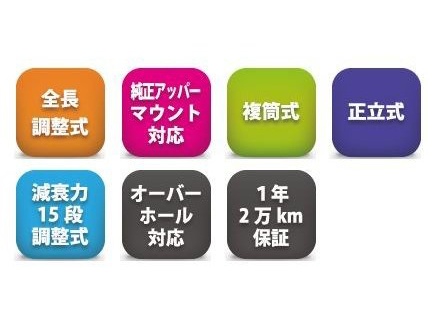 全長
調整式
純正アッパー
マウント
対応
複筒式
正立式
減衰力
15段
調整式
オーバー
ホール
対応
1年
2万km
保証